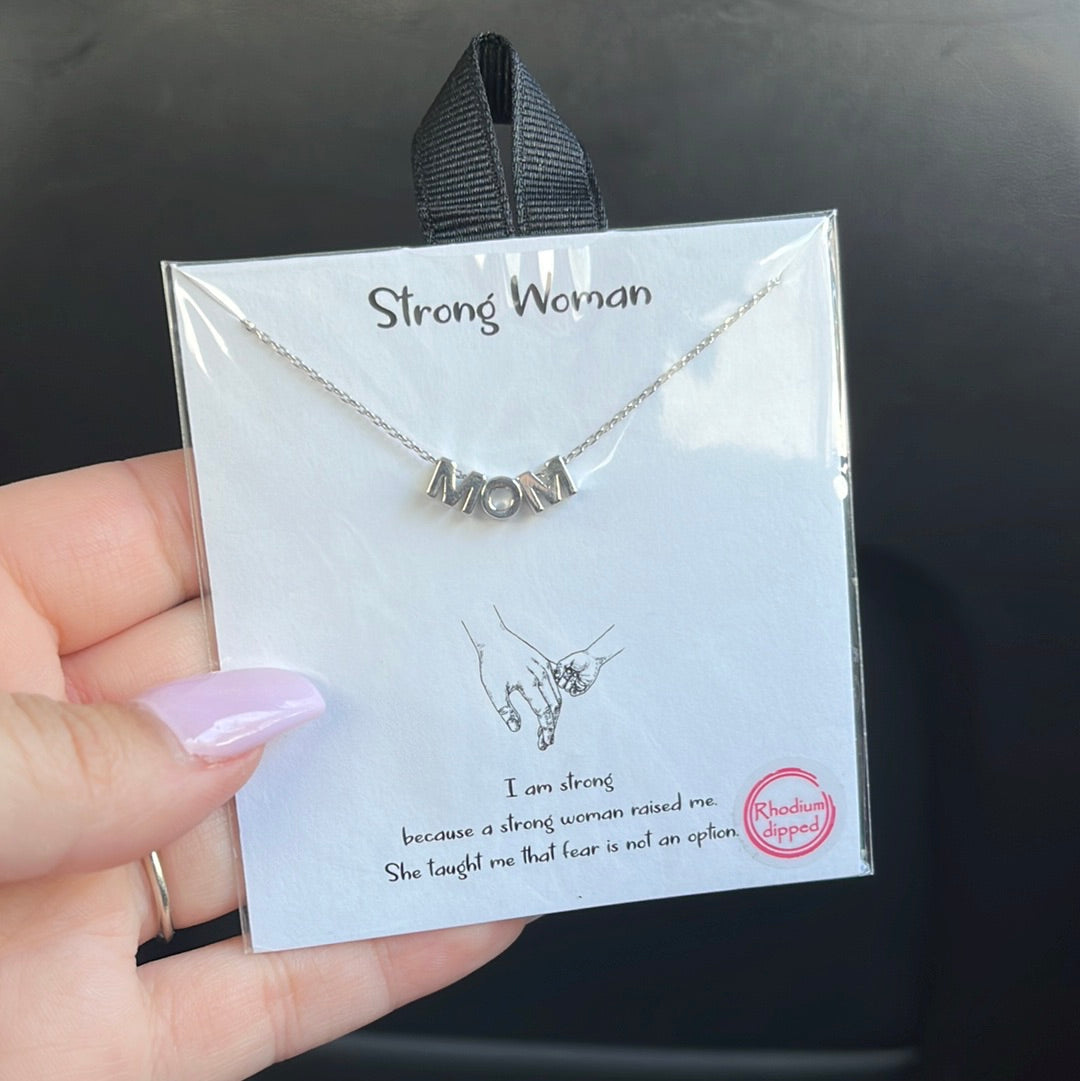 Strong Woman
MOM
I am strong
because a strong woman raised me.
She taught me that fear is not an option.
Rhodium
dipped